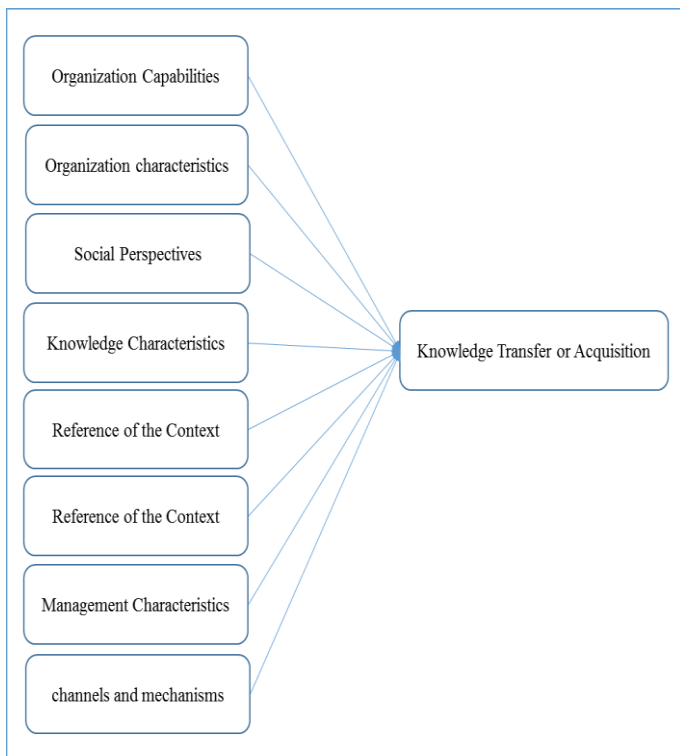 Organization Capabilities
Organization characteristics
Social Perspectives
Knowledge Characteristics
Knowledge Transfer or Acquisition
Reference of the Context
Reference of the Context
Management Characteristics
channels and mechanisms